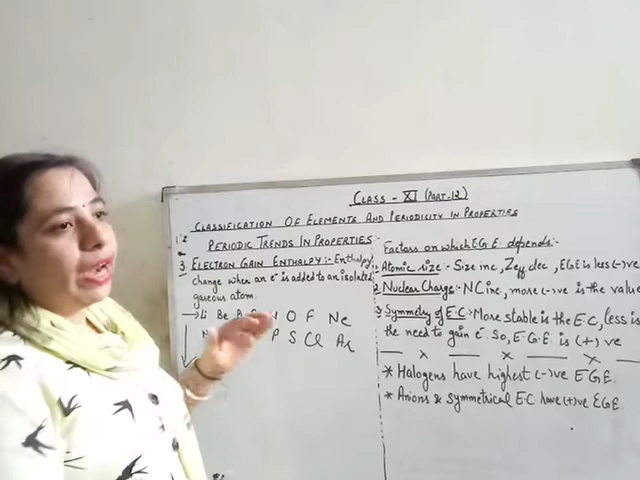 CLASS - XI (PART-12)
CLASSIFICATION OF ELEMENTS AND PERIODICITY IN PROPERTIES
PERIODIC TRENDS IN PROPERTIES
3. ELECTRON GAIN ENTHALPY:- Enthalpy
change when an e⁻ is added to an isolated
gaseous atom.
→ Li Be B N O F Ne
N P S Cl Ar
Factors on which E.G.E. depends:-
1. Atomic size:- Size inc, Zeff dec, EGE is less (-)ve
2. Nuclear Charge:- NC inc, more (-)ve is the value
3. Symmetry of E.C:- More stable is the E.C, less is
the need to gain e⁻. So, E.G.E is (+)ve
— x — x — x —
* Halogens have highest (-)ve E.G.E.
* Anions & symmetrical E.C. have (+)ve E.G.E.